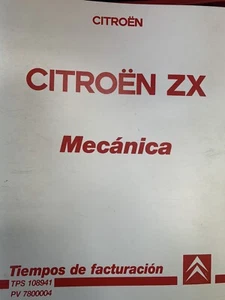 CITROËN
CITROËN ZX
Mecánica
Tiempos de facturación
TPS 108941
PV 7800004